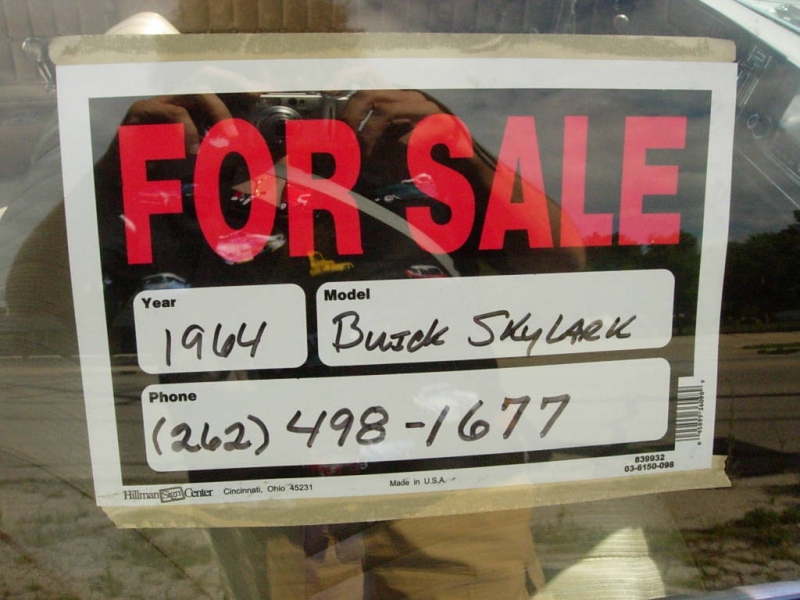 FOR SALE
Year
1964
Model
Buick Skylark
Phone
(262) 498-1677
839932
03-6150-098
Hillman Sign Center Cincinnati, Ohio 45231 Made in U.S.A.